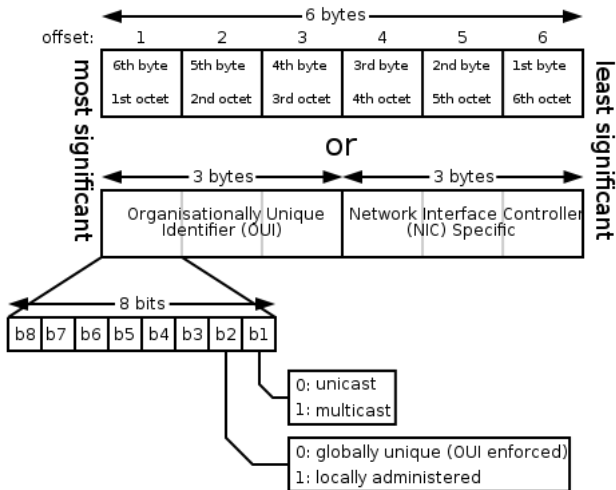 6 bytes
offset: 1 2 3 4 5 6
6th byte 5th byte 4th byte 3rd byte 2nd byte 1st byte
1st octet 2nd octet 3rd octet 4th octet 5th octet 6th octet
most significant
least significant
or
3 bytes 3 bytes
Organisationally Unique Network Interface Controller
Identifier (OUI) (NIC) Specific
8 bits
b8 b7 b6 b5 b4 b3 b2 b1
0: unicast
1: multicast
0: globally unique (OUI enforced)
1: locally administered